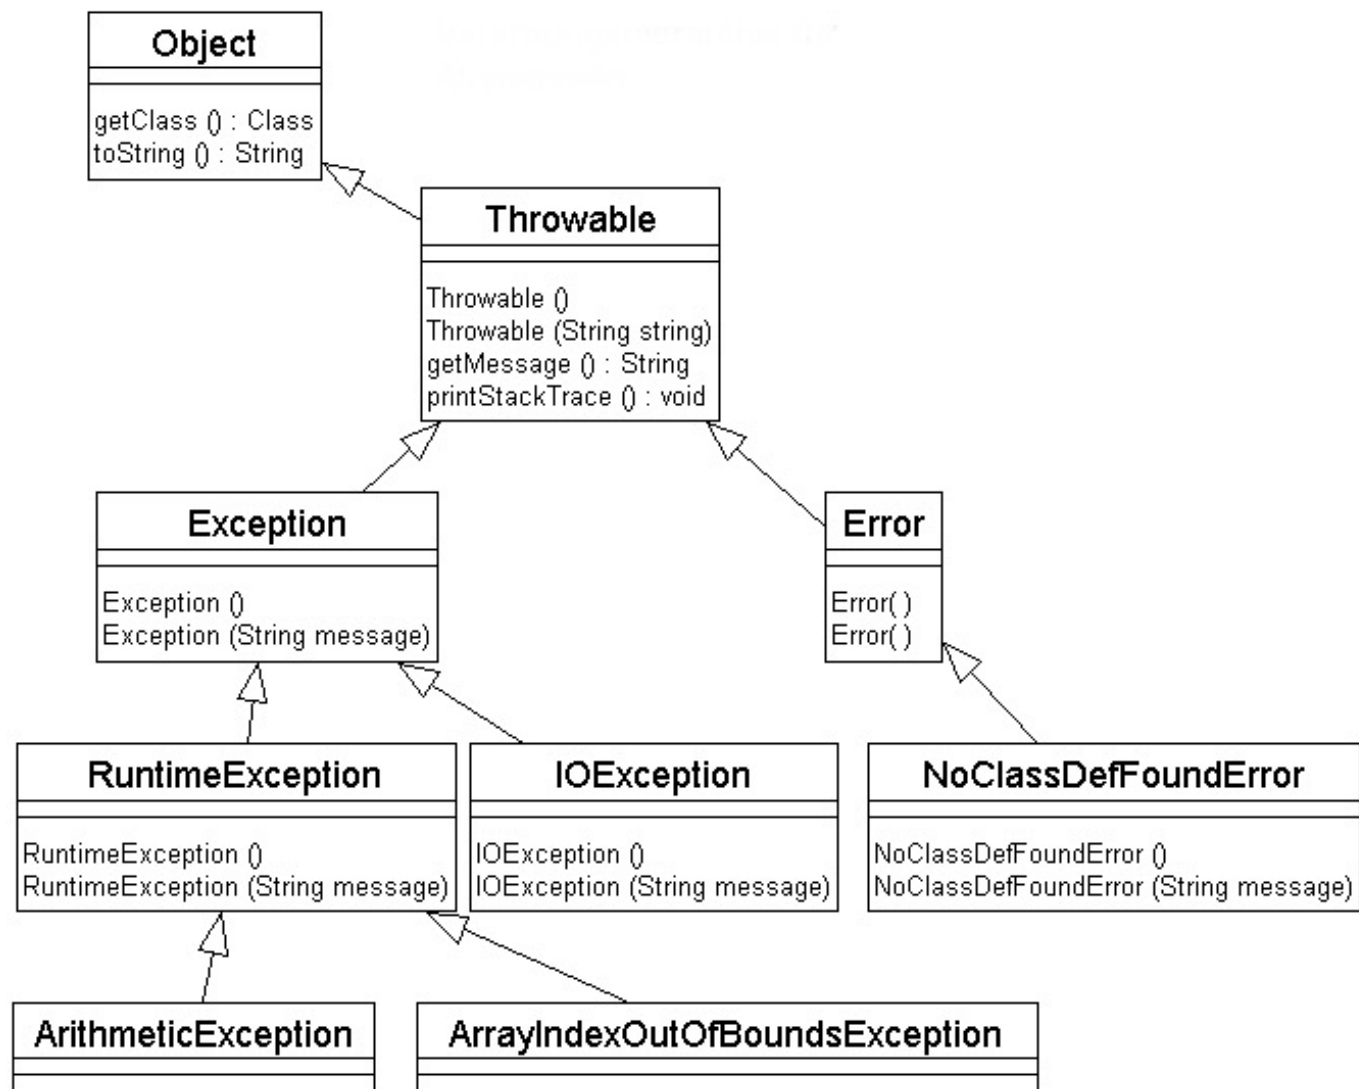 Object
getClass () : Class
toString () : String
Throwable
Throwable ()
Throwable (String string)
getMessage () : String
printStackTrace () : void
Exception
Exception ()
Exception (String message)
Error
Error( )
Error( )
RuntimeException
RuntimeException ()
RuntimeException (String message)
IOException
IOException ()
IOException (String message)
NoClassDefFoundError
NoClassDefFoundError ()
NoClassDefFoundError (String message)
ArithmeticException
ArrayIndexOutOfBoundsException